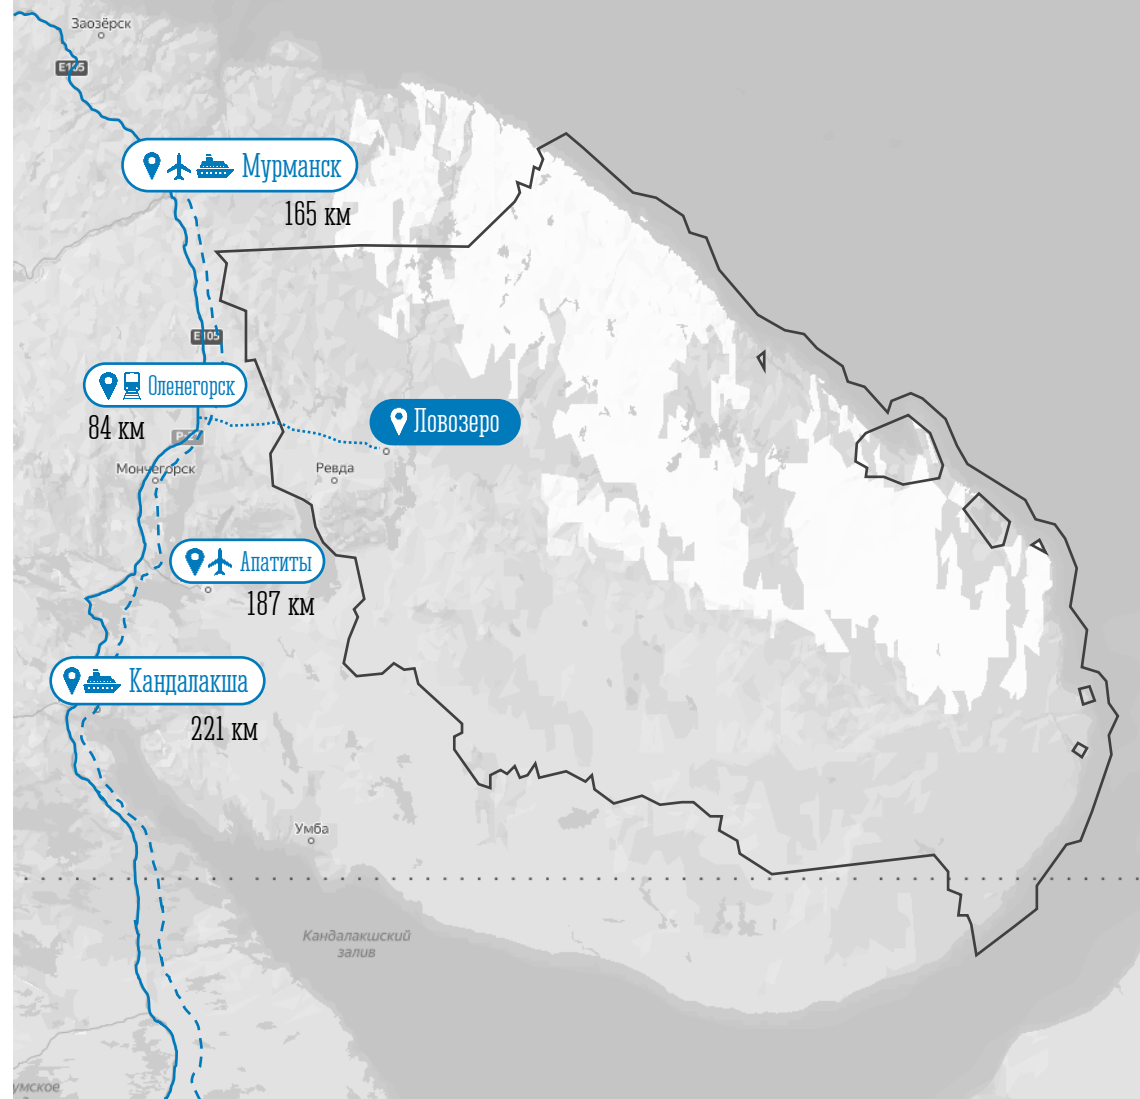 Заозёрск
E105
Мурманск
165 км
E105
Оленегорск
84 км
Ловозеро
Мончегорск
Ревда
Апатиты
187 км
Кандалакша
221 км
Умба
Кандалакшский
залив
умское